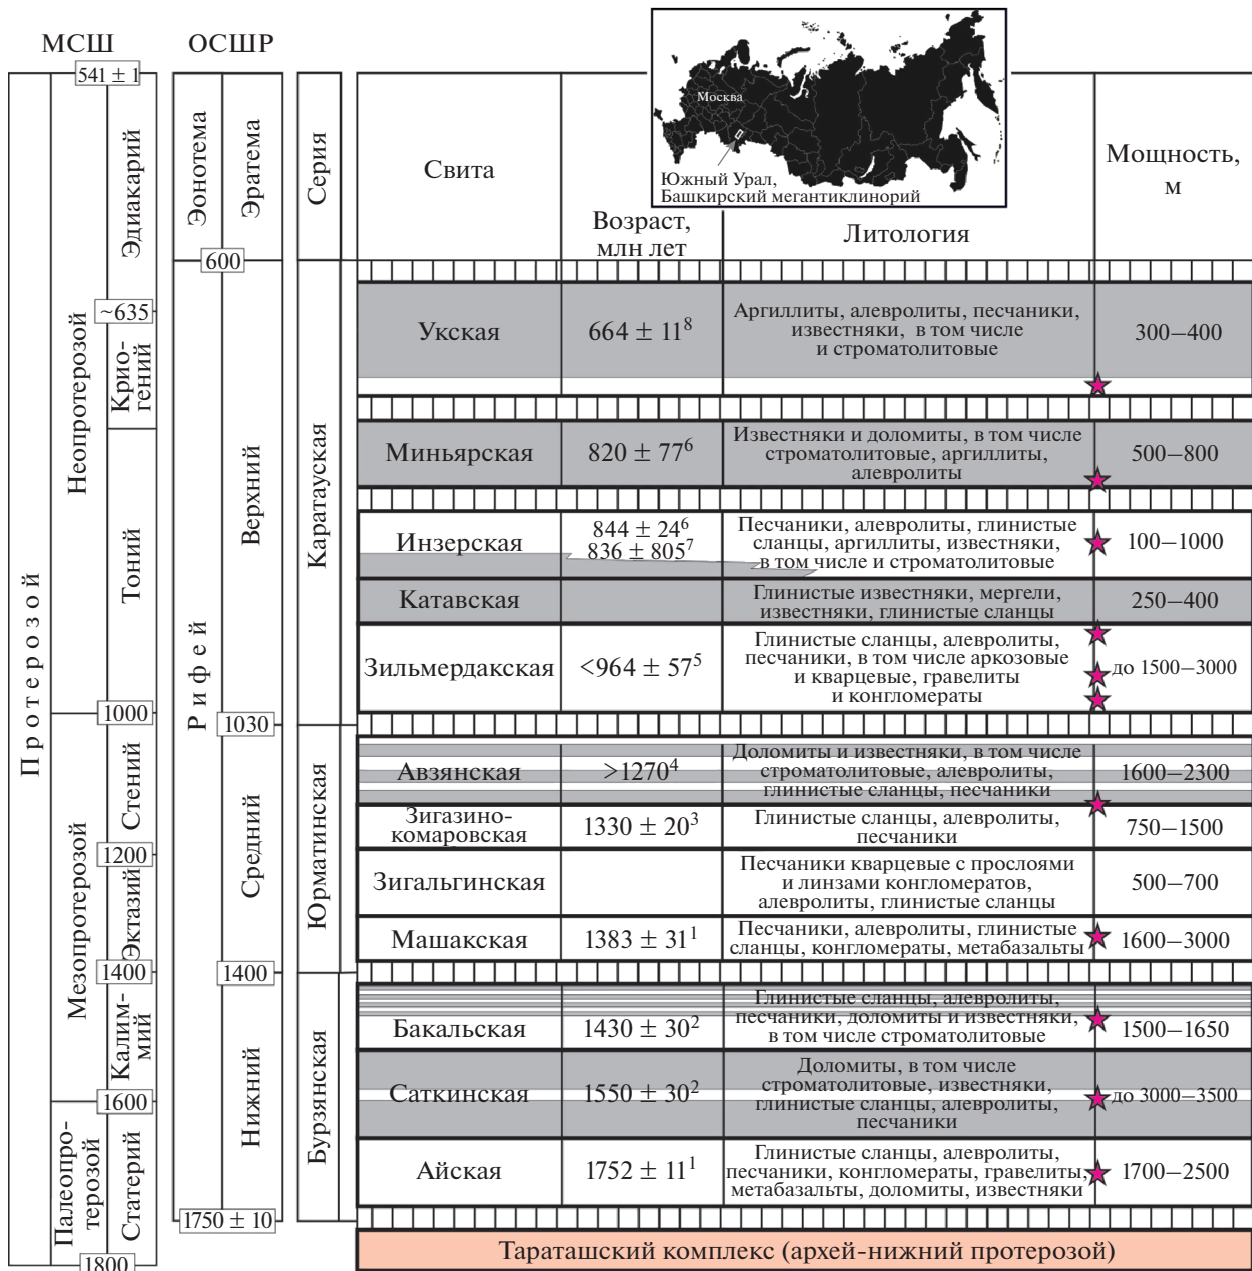 МСШ
ОСШР
541 ± 1
Москва
Южный Урал,
Башкирский мегантиклинорий
Эонотема
Эратема
Серия
Свита
Возраст,
млн лет
Литология
Мощность,
м
Протерозой
Неопротерозой
Мезопротерозой
Палеопро-
терозой
Эдиакарий
~635
Крио-
гений
Тоний
1000
Стений
1200
Эктазий
1400
Калим-
мий
1600
Статерий
1800
Рифей
600
Верхний
1030
Средний
1400
Нижний
1750 ± 10
Каратауская
Юрматинская
Бурзянская
Укская
664 ± 11⁸
Аргиллиты, алевролиты, песчаники,
известняки, в том числе
и строматолитовые
300–400
Миньярская
820 ± 77⁶
Известняки и доломиты, в том числе
строматолитовые, аргиллиты,
алевролиты
500–800
Инзерская
844 ± 24⁶
836 ± 805⁷
Песчаники, алевролиты, глинистые
сланцы, аргиллиты, известняки,
в том числе и строматолитовые
100–1000
Катавская
Глинистые известняки, мергели,
известняки, глинистые сланцы
250–400
Зильмердакская
<964 ± 57⁵
Глинистые сланцы, алевролиты,
песчаники, в том числе аркозовые
и кварцевые, гравелиты
и конгломераты
до 1500–3000
Авзянская
>1270⁴
Доломиты и известняки, в том числе
строматолитовые, алевролиты,
глинистые сланцы, песчаники
1600–2300
Зигазино-
комаровская
1330 ± 20³
Глинистые сланцы, алевролиты,
песчаники
750–1500
Зигальгинская
Песчаники кварцевые с прослоями
и линзами конгломератов,
алевролиты, глинистые сланцы
500–700
Машакская
1383 ± 31¹
Песчаники, алевролиты, глинистые
сланцы, конгломераты, метабазальты
1600–3000
Бакальская
1430 ± 30²
Глинистые сланцы, алевролиты,
песчаники, доломиты и известняки,
в том числе строматолитовые
1500–1650
Саткинская
1550 ± 30²
Доломиты, в том числе
строматолитовые, известняки,
глинистые сланцы, алевролиты,
песчаники
до 3000–3500
Айская
1752 ± 11¹
Глинистые сланцы, алевролиты,
песчаники, конгломераты, гравелиты,
метабазальты, доломиты, известняки
1700–2500
Тараташский комплекс (архей-нижний протерозой)